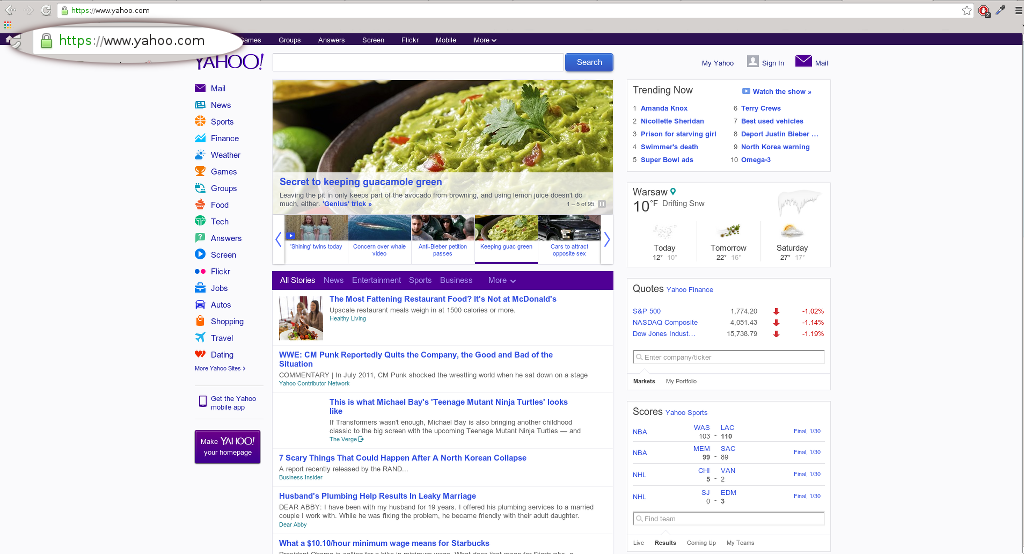 https://www.yahoo.com
https://www.yahoo.com
Games Groups Answers Screen Flickr Mobile More
YAHOO!
Search
My Yahoo Sign In Mail
Mail
News
Sports
Finance
Weather
Games
Groups
Food
Tech
Answers
Screen
Flickr
Jobs
Autos
Shopping
Travel
Dating
More Yahoo Sites >
Get the Yahoo
mobile app
Make YAHOO!
your homepage
Secret to keeping guacamole green
Leaving the pit in only keeps part of the avocado from browning, and using lemon juice doesn't do
much, either. 'Genius' trick »
1 – 5 of 95
'Shining' twins today
Concern over whale
video
Anti-Bieber petition
passes
Keeping guac green
Cars to attract
opposite sex
All Stories News Entertainment Sports Business More
The Most Fattening Restaurant Food? It's Not at McDonald's
Upscale restaurant meals weigh in at 1500 calories or more.
Healthy Living
WWE: CM Punk Reportedly Quits the Company, the Good and Bad of the
Situation
COMMENTARY | In July 2011, CM Punk shocked the wrestling world when he sat down on a stage
Yahoo Contributor Network
This is what Michael Bay's 'Teenage Mutant Ninja Turtles' looks
like
If Transformers wasn't enough, Michael Bay is also bringing another childhood
classic to the big screen with the upcoming Teenage Mutant Ninja Turtles — and
The Verge
7 Scary Things That Could Happen After A North Korean Collapse
A report recently released by the RAND...
Business Insider
Husband's Plumbing Help Results In Leaky Marriage
DEAR ABBY: I have been with my husband for 19 years. I offered his plumbing services to a married
couple I work with. While he was fixing the problem, he became friendly with their adult daughter.
Dear Abby
What a $10.10/hour minimum wage means for Starbucks
Trending Now
Watch the show »
1 Amanda Knox
2 Nicollette Sheridan
3 Prison for starving girl
4 Swimmer's death
5 Super Bowl ads
6 Terry Crews
7 Best used vehicles
8 Deport Justin Bieber ...
9 North Korea warning
10 Omega-3
Warsaw
10°F Drifting Snw
Today Tomorrow Saturday
12° 10° 22° 16° 27° 17°
Quotes Yahoo Finance
S&P 500 1,774.20 -1.02%
NASDAQ Composite 4,051.43 -1.14%
Dow Jones Indust... 15,738.79 -1.19%
Enter company/ticker
Markets My Portfolio
Scores Yahoo Sports
NBA WAS LAC Final, 1/30
103 - 110
NBA MEM SAC Final, 1/30
99 - 89
NHL CHI VAN Final, 1/30
5 - 2
NHL SJ EDM Final, 1/30
0 - 3
Find team
Live Results Coming Up My Teams